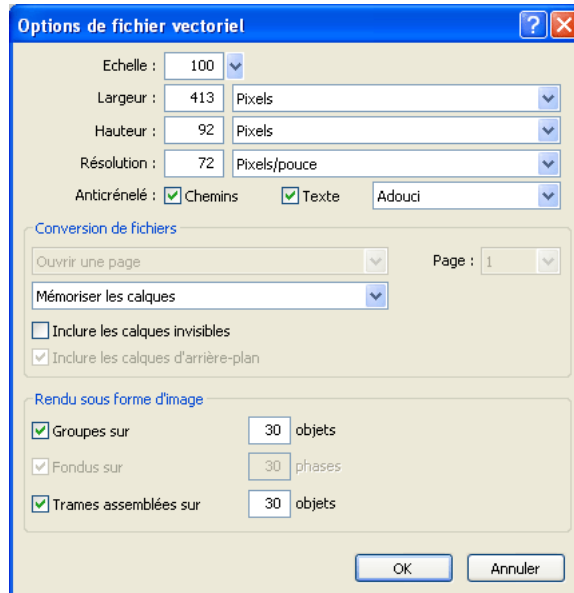 Options de fichier vectoriel
Echelle : 100
Largeur : 413 Pixels
Hauteur : 92 Pixels
Résolution : 72 Pixels/pouce
Anticrénelé : Chemins Texte Adouci
Conversion de fichiers
Ouvrir une page Page : 1
Mémoriser les calques
Inclure les calques invisibles
Inclure les calques d'arrière-plan
Rendu sous forme d'image
Groupes sur 30 objets
Fondus sur 30 phases
Trames assemblées sur 30 objets
OK Annuler